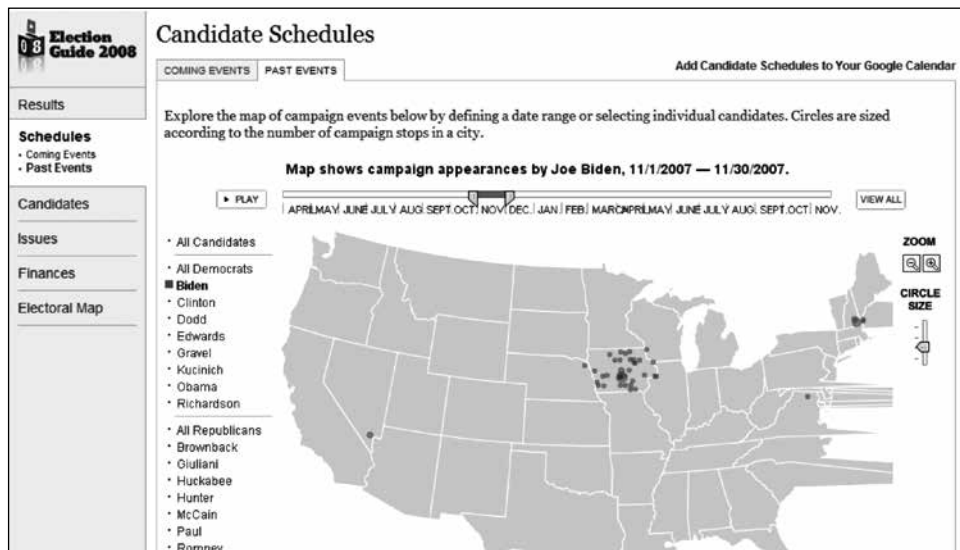 08 Election
Guide 2008
Results
Schedules
• Coming Events
• Past Events
Candidates
Issues
Finances
Electoral Map
Candidate Schedules
COMING EVENTS PAST EVENTS
Add Candidate Schedules to Your Google Calendar
Explore the map of campaign events below by defining a date range or selecting individual candidates. Circles are sized
according to the number of campaign stops in a city.
Map shows campaign appearances by Joe Biden, 11/1/2007 — 11/30/2007.
PLAY
APRIL MAY JUNE JULY AUG SEPT. OCT NOV DEC. JAN. FEB. MARCH APRIL MAY JUNE JULY AUG SEPT. OCT NOV.
VIEW ALL
• All Candidates
• All Democrats
Biden
• Clinton
• Dodd
• Edwards
• Gravel
• Kucinich
• Obama
• Richardson
• All Republicans
• Brownback
• Giuliani
• Huckabee
• Hunter
• McCain
• Paul
• Romney
ZOOM
CIRCLE
SIZE